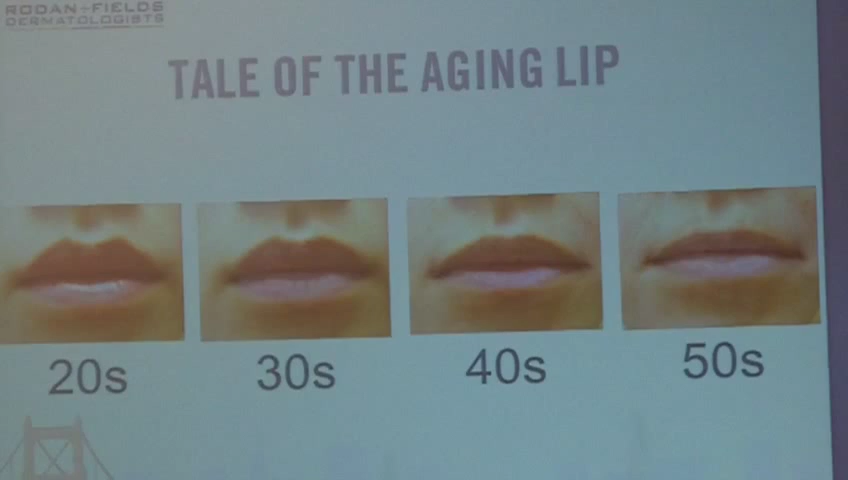 RODAN+FIELDS
DERMATOLOGISTS
TALE OF THE AGING LIP
20s
30s
40s
50s